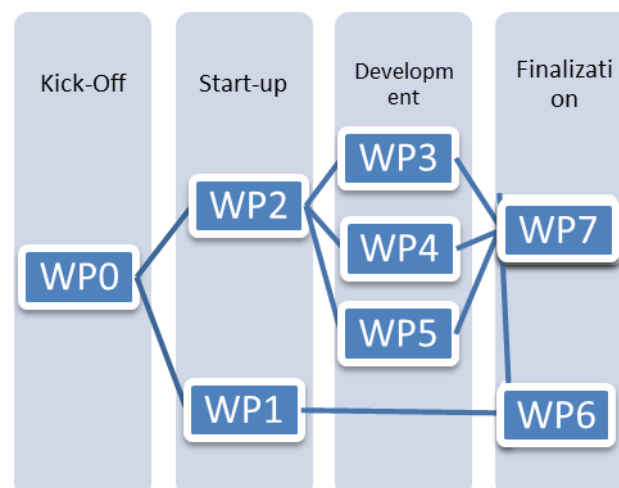 Kick-Off
Start-up
Developm
ent
Finalizati
on
WP0
WP2
WP1
WP3
WP4
WP5
WP7
WP6